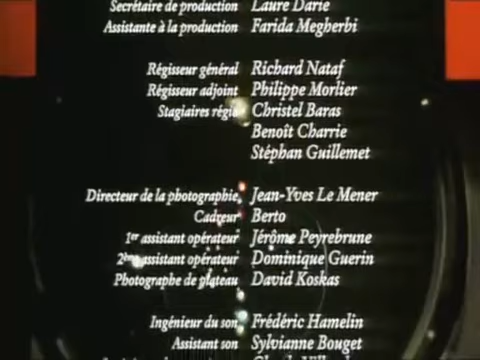 Secrétaire de production Laure Darie
Assistante à la production Farida Megherbi
Régisseur général Richard Nataf
Régisseur adjoint Philippe Morlier
Stagiaires régie Christel Baras
Benoît Charrie
Stéphan Guillemet
Directeur de la photographie Jean-Yves Le Mener
Cadreur Berto
1er assistant opérateur Jérôme Peyrebrune
2ème assistant opérateur Dominique Guerin
Photographe de plateau David Koskas
Ingénieur du son Frédéric Hamelin
Assistant son Sylvianne Bouget